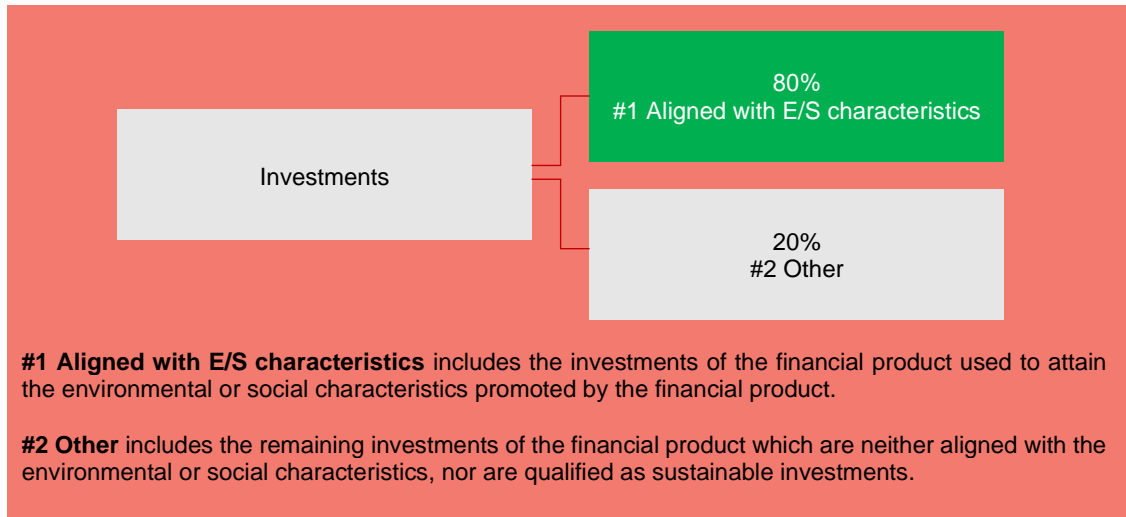 80%
#1 Aligned with E/S characteristics
Investments
20%
#2 Other
#1 Aligned with E/S characteristics includes the investments of the financial product used to attain
the environmental or social characteristics promoted by the financial product.
#2 Other includes the remaining investments of the financial product which are neither aligned with the
environmental or social characteristics, nor are qualified as sustainable investments.